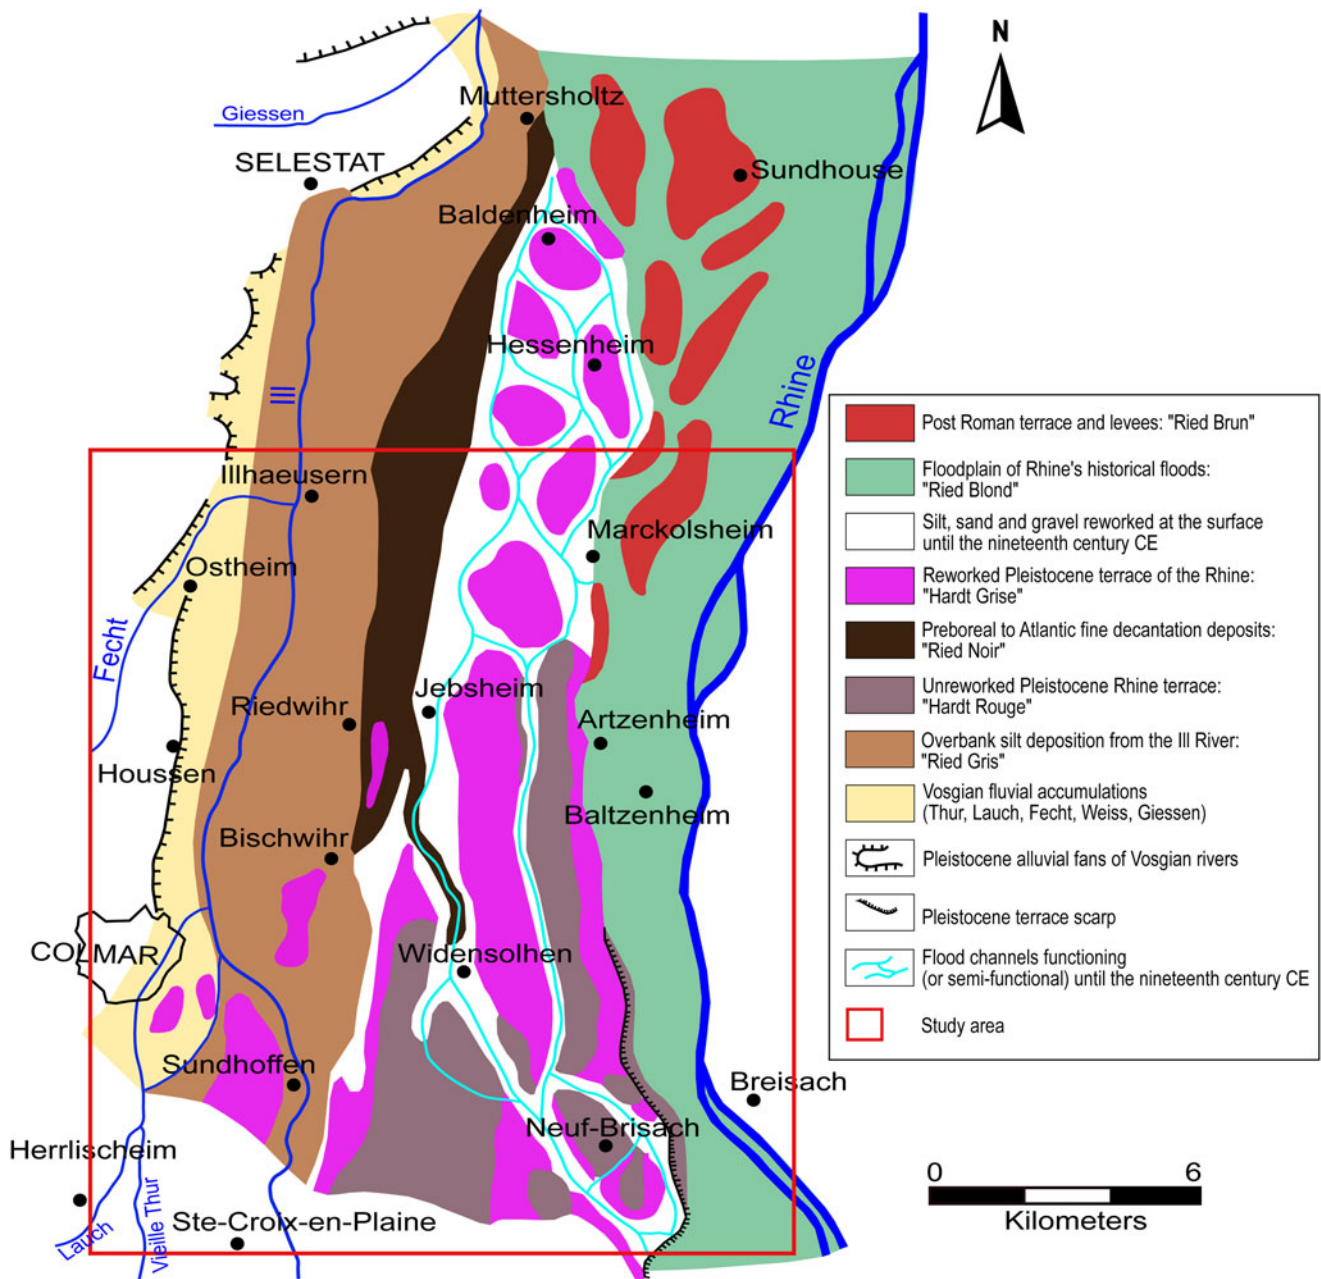 N
Muttersholtz
Giessen
SELESTAT
Sundhouse
Baldenheim
Hessenheim
Ill
Rhine
Illhaeusern
Marckolsheim
Ostheim
Fecht
Jebsheim
Riedwihr
Artzenheim
Houssen
Baltzenheim
Bischwihr
COLMAR
Widensolhen
Sundhoffen
Breisach
Neuf-Brisach
Herrlischeim
Lauch
Vieille Thur
Ste-Croix-en-Plaine
Post Roman terrace and levees: "Ried Brun"
Floodplain of Rhine's historical floods:
"Ried Blond"
Silt, sand and gravel reworked at the surface
until the nineteenth century CE
Reworked Pleistocene terrace of the Rhine:
"Hardt Grise"
Preboreal to Atlantic fine decantation deposits:
"Ried Noir"
Unreworked Pleistocene Rhine terrace:
"Hardt Rouge"
Overbank silt deposition from the Ill River:
"Ried Gris"
Vosgian fluvial accumulations
(Thur, Lauch, Fecht, Weiss, Giessen)
Pleistocene alluvial fans of Vosgian rivers
Pleistocene terrace scarp
Flood channels functioning
(or semi-functional) until the nineteenth century CE
Study area
0 6
Kilometers